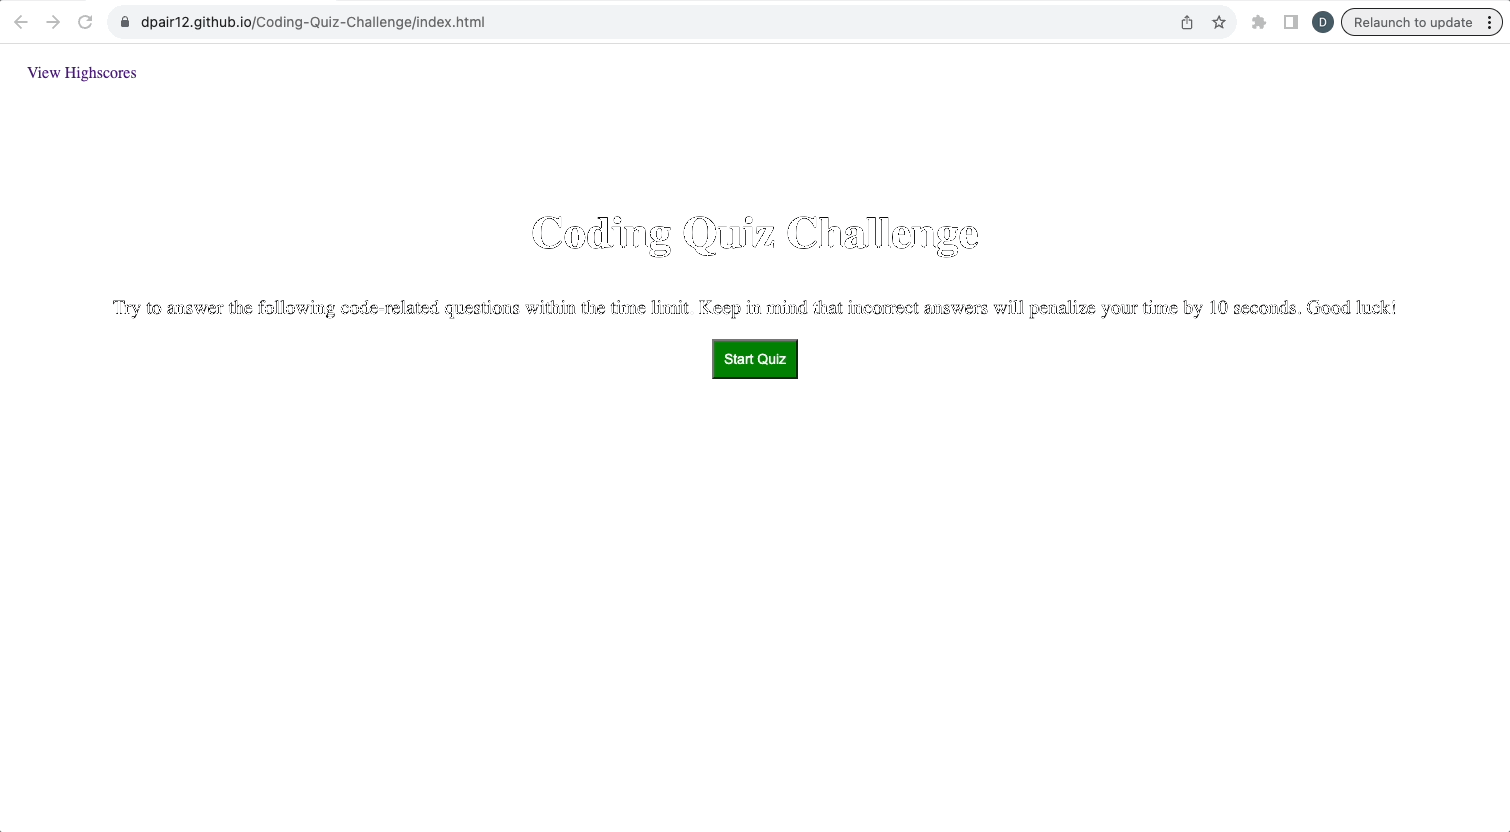 dpair12.github.io/Coding-Quiz-Challenge/index.html
D
Relaunch to update
View Highscores
Coding Quiz Challenge
Try to answer the following code-related questions within the time limit. Keep in mind that incorrect answers will penalize your time by 10 seconds. Good luck!
Start Quiz